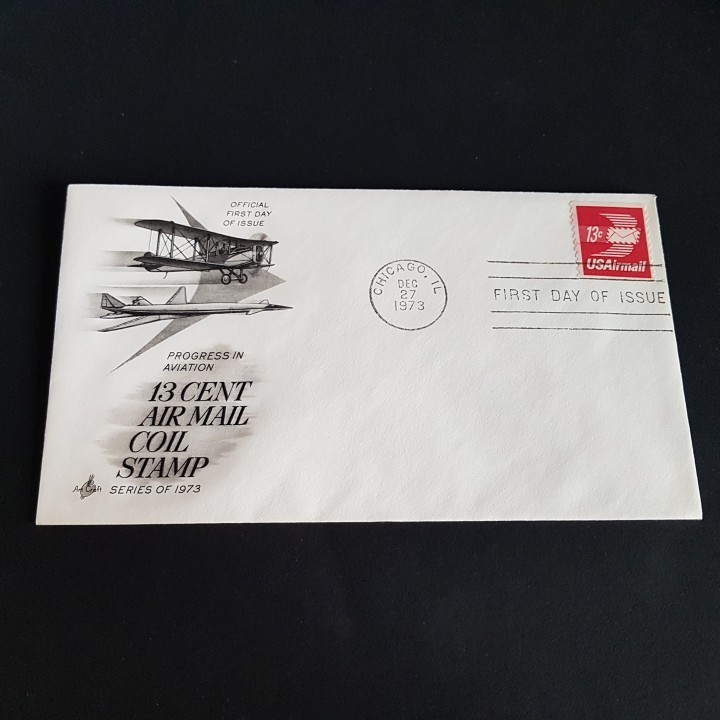 OFFICIAL
FIRST DAY
OF ISSUE
PROGRESS IN
AVIATION
13 CENT
AIR MAIL
COIL
STAMP
Art Craft
SERIES OF 1973
CHICAGO, IL
DEC
27
1973
13c
USAirmail
FIRST DAY OF ISSUE